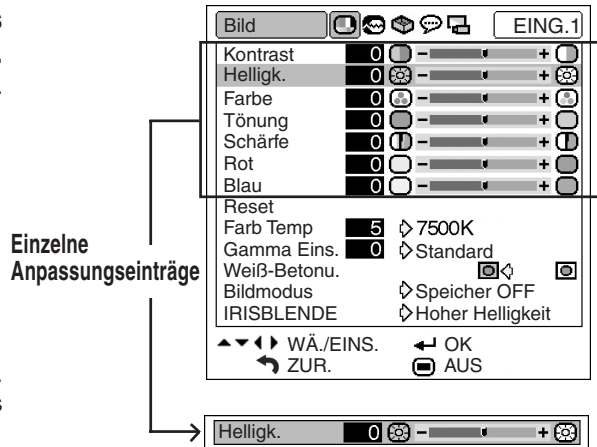 Bild EING.1
Kontrast 0 - +
Helligk. 0 - +
Farbe 0 - +
Tönung 0 - +
Schärfe 0 - +
Rot 0 - +
Blau 0 - +
Reset
Farb Temp 5 7500K
Gamma Eins. 0 Standard
Weiß-Betonu.
Bildmodus Speicher OFF
IRISBLENDE Hoher Helligkeit
WÄ./EINS. OK
ZUR. AUS
Einzelne
Anpassungseinträge
Helligk. 0 - +